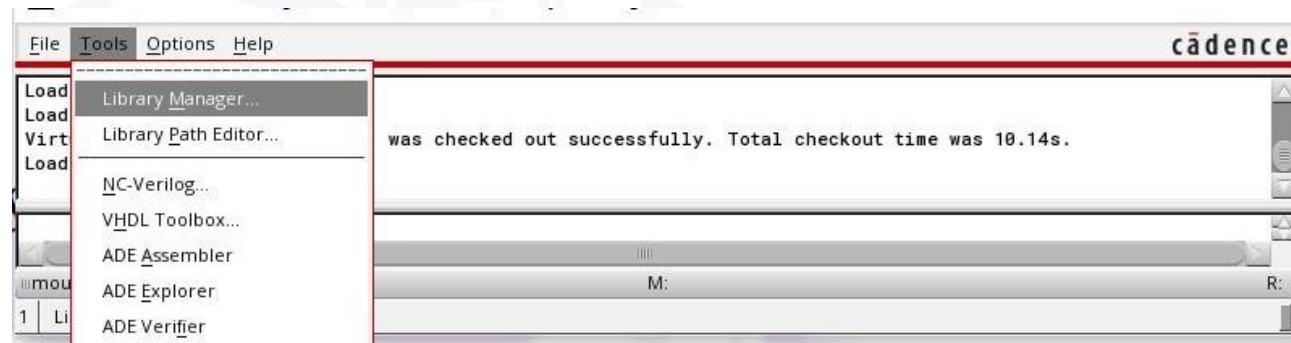 File Tools Options Help
cādence
Load
Load
Virt
Load
was checked out successfully. Total checkout time was 10.14s.
Library Manager...
Library Path Editor...
NC-Verilog...
VHDL Toolbox...
ADE Assembler
ADE Explorer
ADE Verifier
mou
M:
R:
1 Li